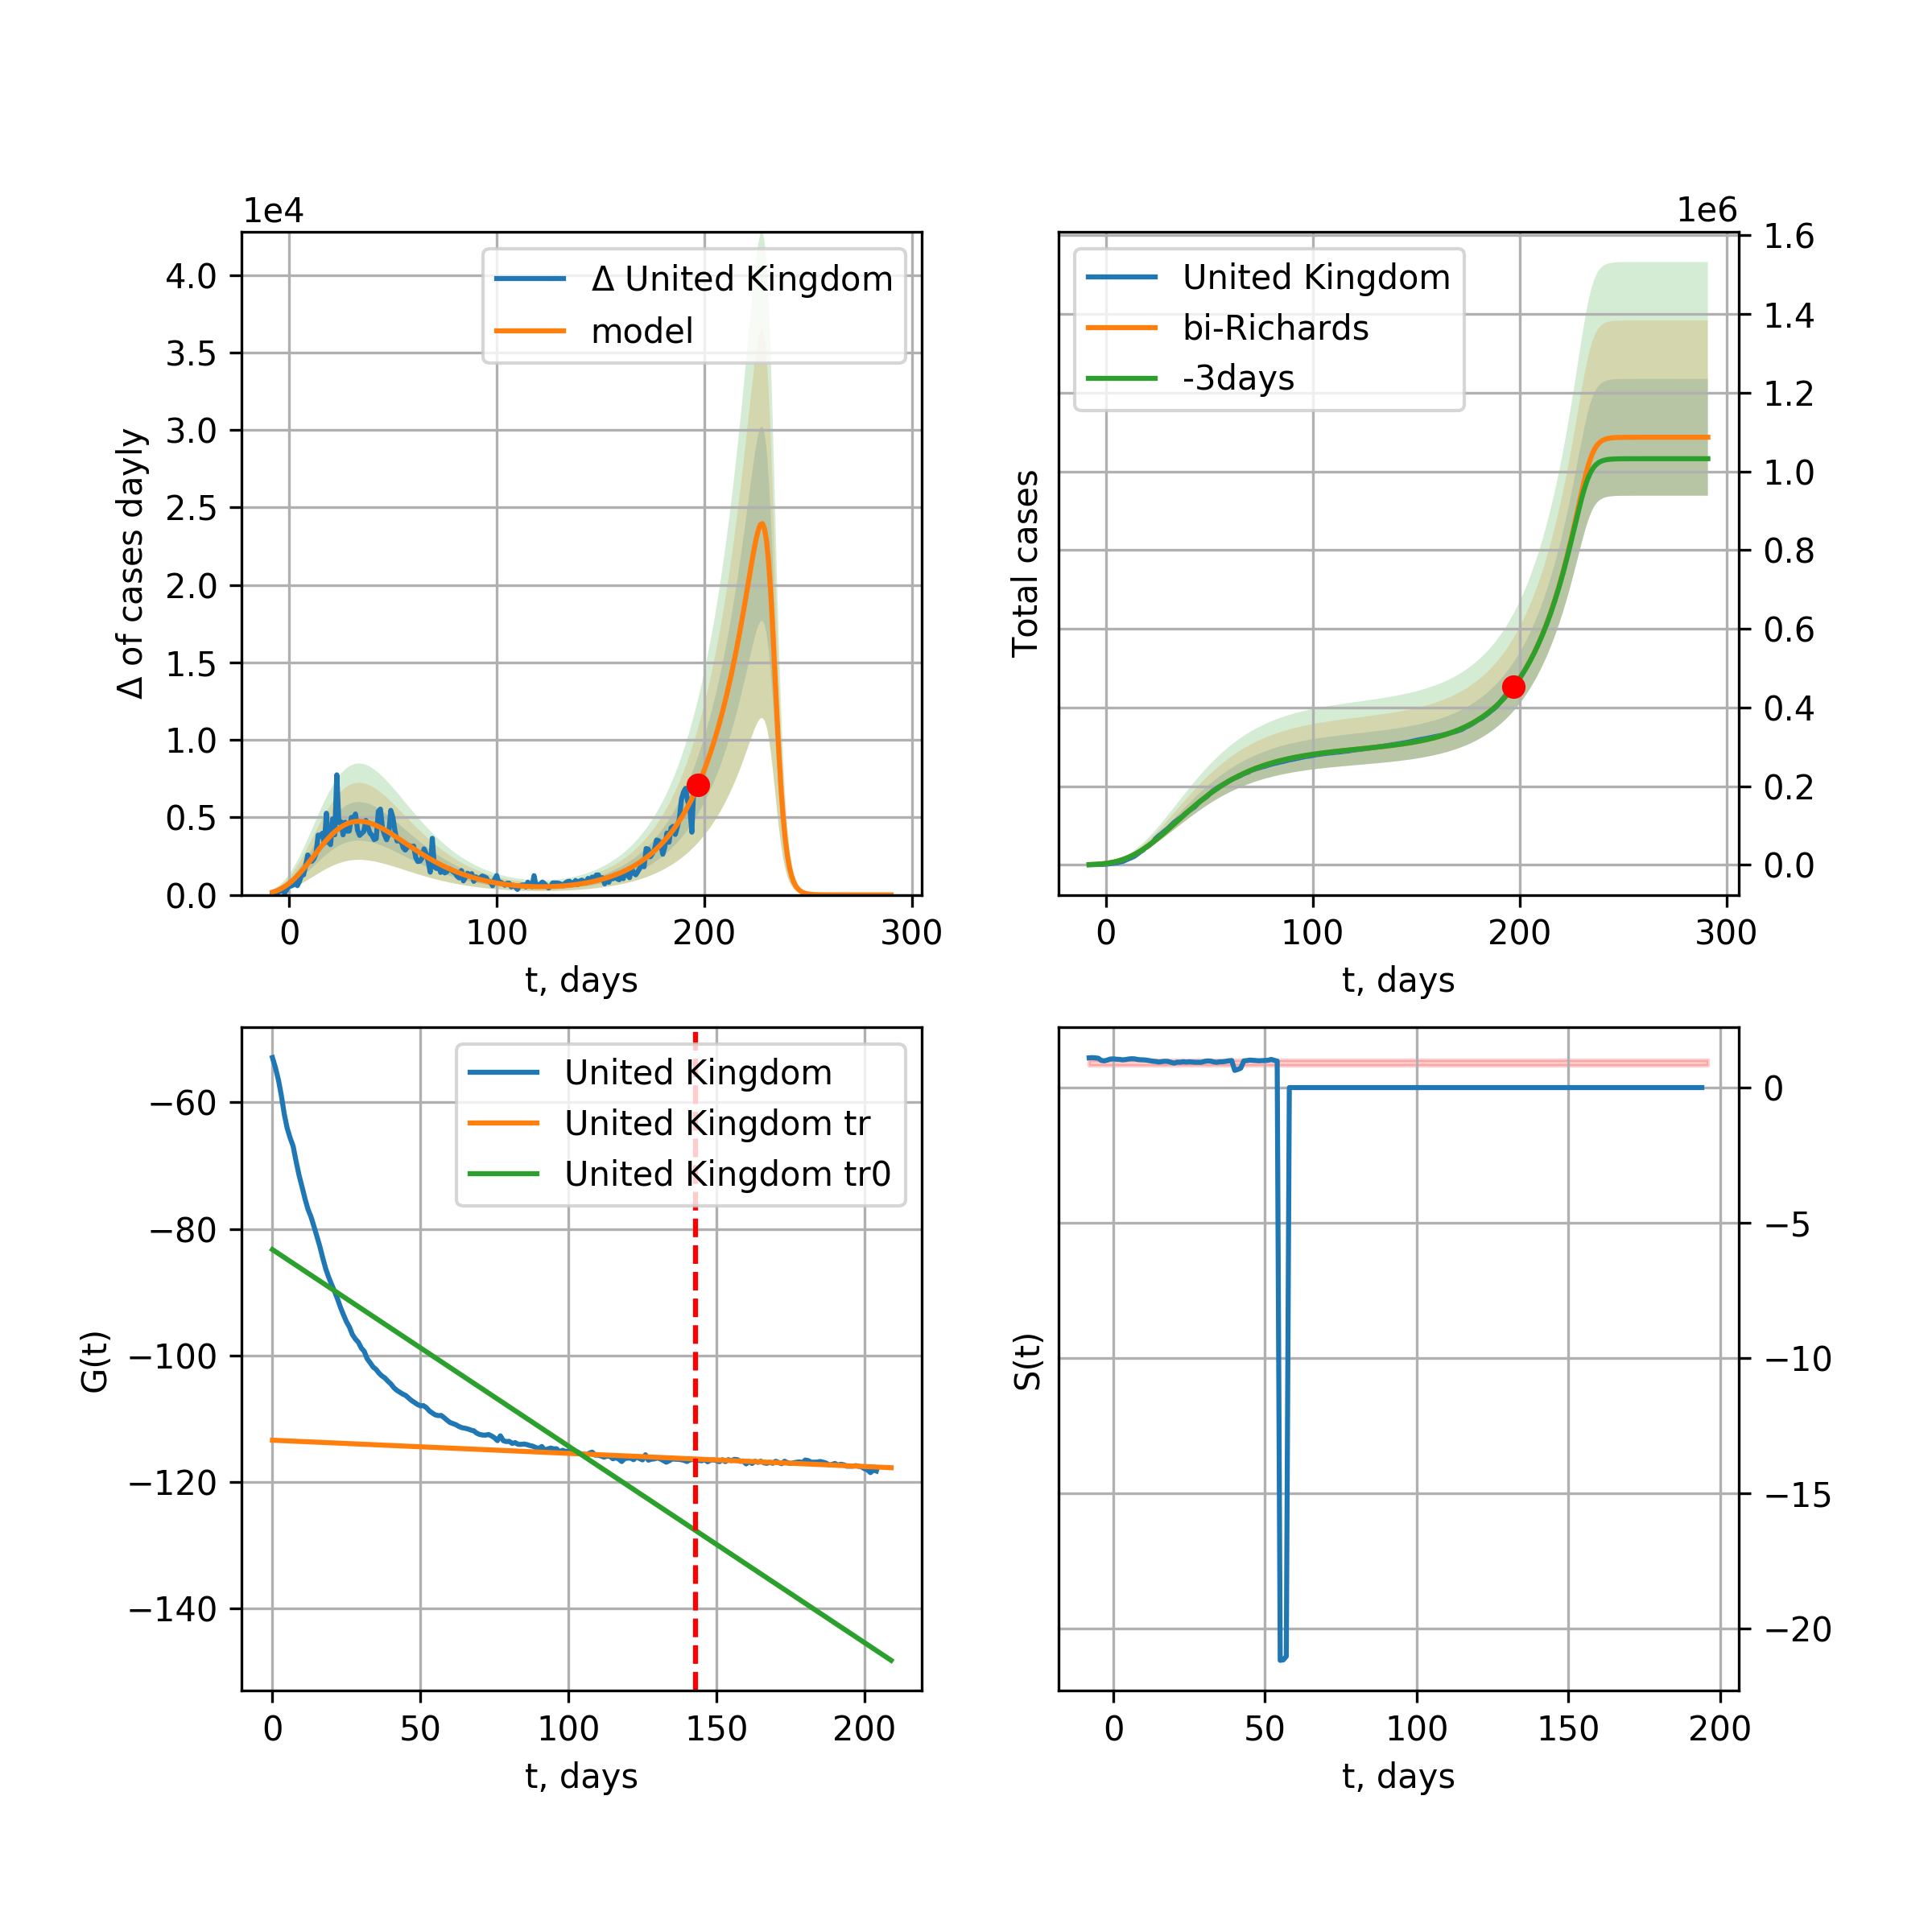 1e4
Δ of cases dayly
4.0
3.5
3.0
2.5
2.0
1.5
1.0
0.5
0.0
Δ United Kingdom
model
0 100 200 300
t, days
1e6
Total cases
United Kingdom
bi-Richards
-3days
1.6
1.4
1.2
1.0
0.8
0.6
0.4
0.2
0.0
0 100 200 300
t, days
G(t)
−60
−80
−100
−120
−140
United Kingdom
United Kingdom tr
United Kingdom tr0
0 50 100 150 200
t, days
S(t)
0
−5
−10
−15
−20
0 50 100 150 200
t, days